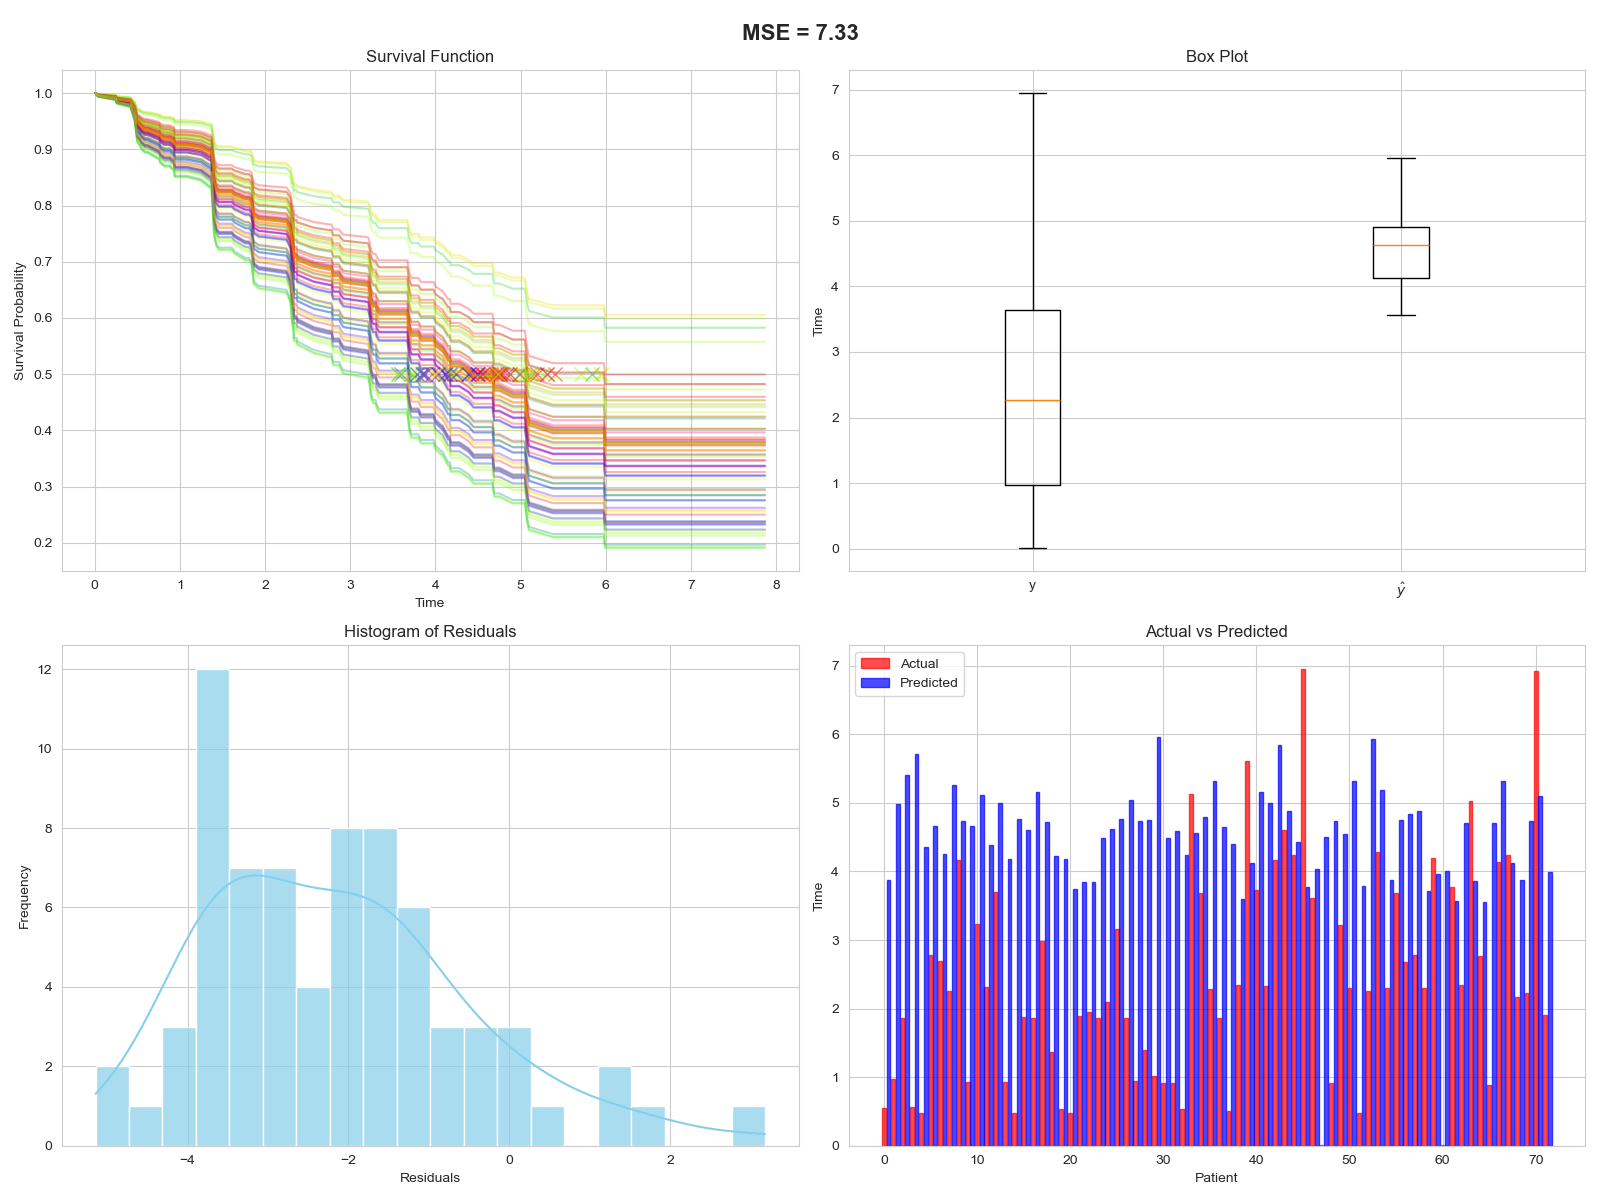 MSE = 7.33
Survival Function
Survival Probability
1.0
0.9
0.8
0.7
0.6
0.5
0.4
0.3
0.2
0 1 2 3 4 5 6 7 8
Time
Box Plot
Time
7
6
5
4
3
2
1
0
y ŷ
Histogram of Residuals
Frequency
12
10
8
6
4
2
0
−4 −2 0 2
Residuals
Actual vs Predicted
Actual
Predicted
Time
7
6
5
4
3
2
1
0
0 10 20 30 40 50 60 70
Patient